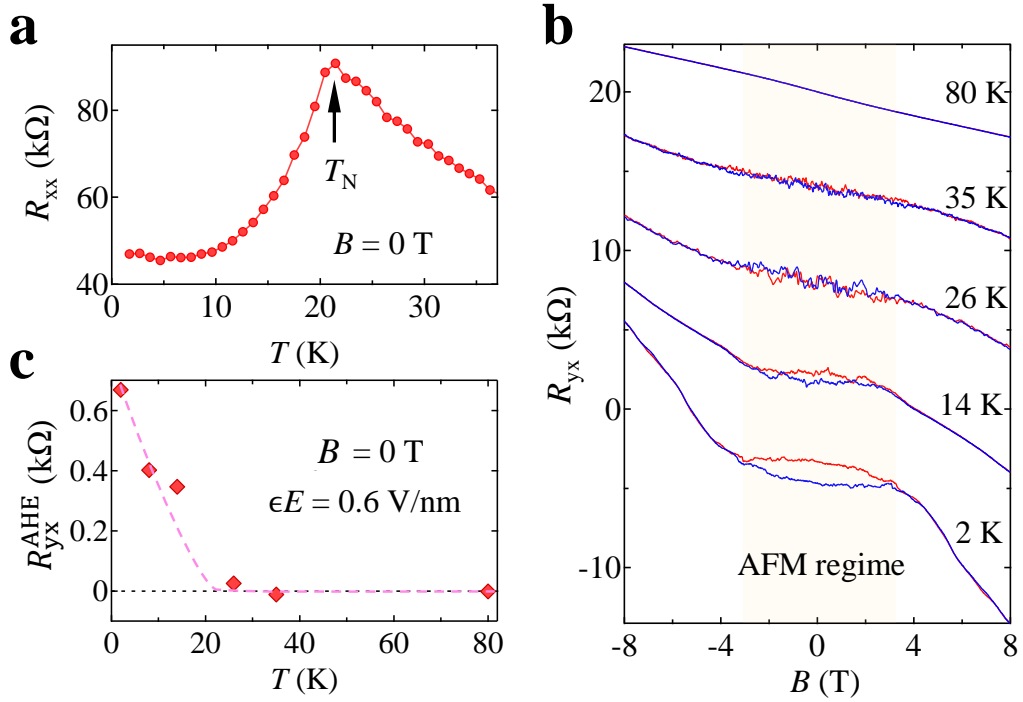 a
80
60
40
R_xx (kΩ)
T_N
B = 0 T
0
10
20
30
T (K)
b
20
10
0
-10
R_yx (kΩ)
80 K
35 K
26 K
14 K
2 K
AFM regime
-8
-4
0
4
8
B (T)
c
0.6
0.4
0.2
0
R_yx^AHE (kΩ)
B = 0 T
ϵE = 0.6 V/nm
0
20
40
60
80
T (K)